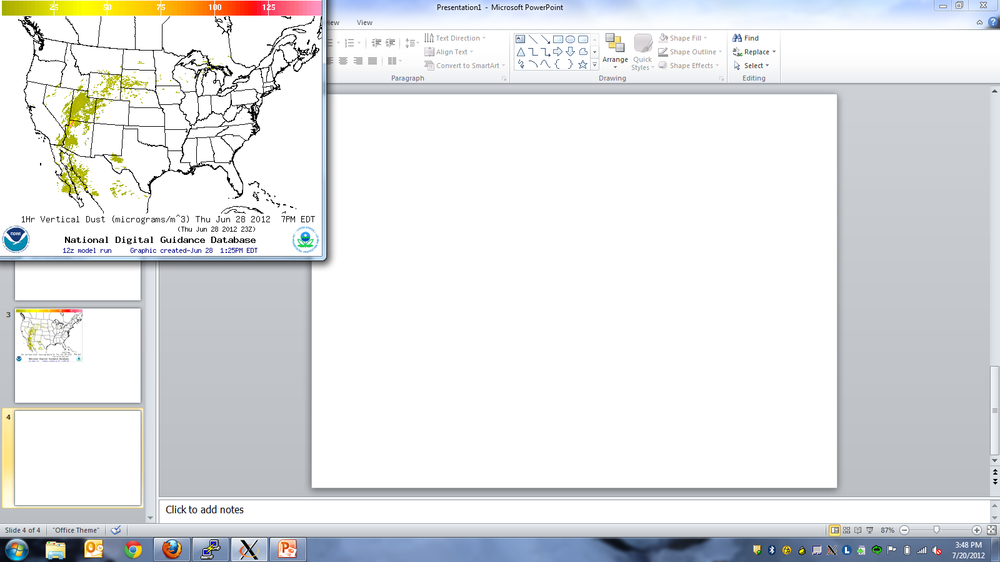 25 50 75 100 125
Presentation1 - Microsoft PowerPoint
view View
Text Direction
Align Text
Convert to SmartArt
Paragraph
Arrange
Quick Styles
Shape Fill
Shape Outline
Shape Effects
Drawing
Find
Replace
Select
Editing
1Hr Vertical Dust (micrograms/m^3) Thu Jun 28 2012 7PM EDT
(Thu Jun 28 2012 23Z)
National Digital Guidance Database
12z model run Graphic created-Jun 28 1:25PM EDT
NOAA
3
4
Click to add notes
Slide 4 of 4 "Office Theme"
87%
3:48 PM
7/20/2012